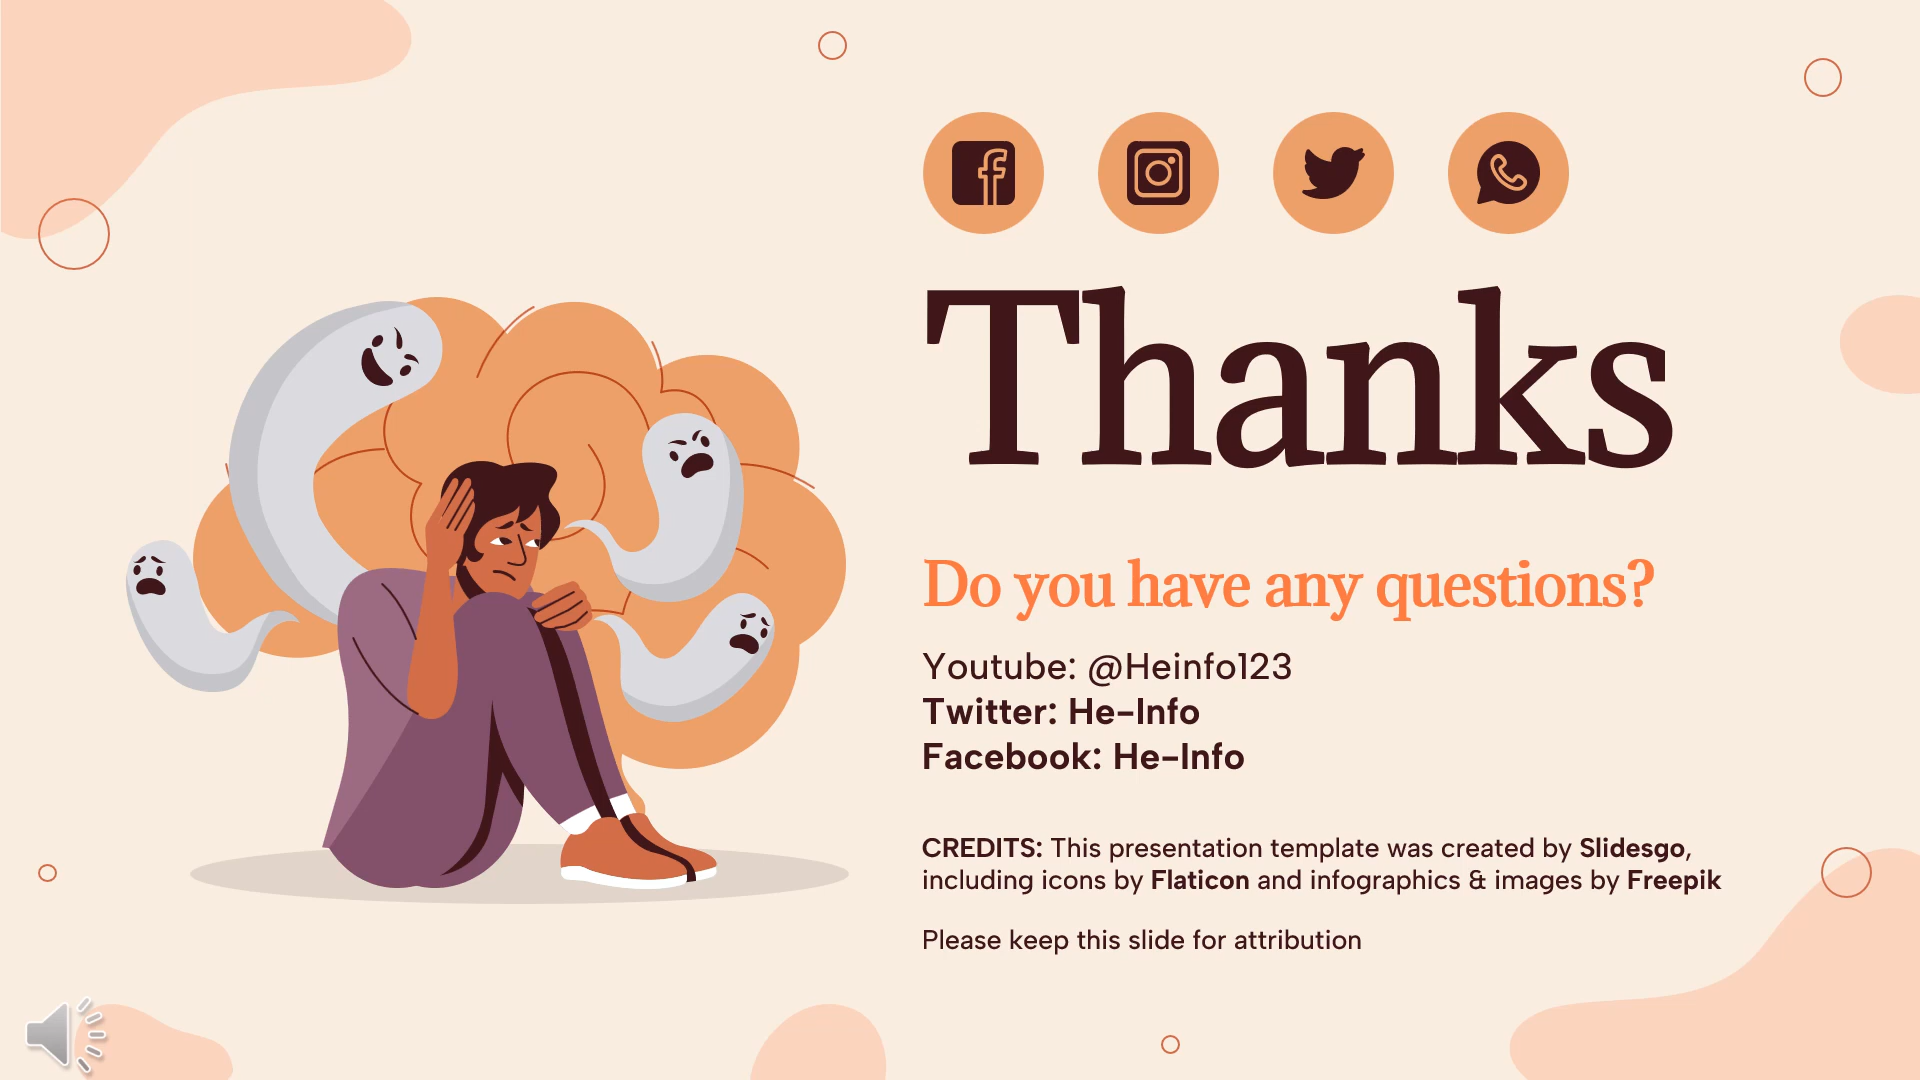 Thanks
Do you have any questions?
Youtube: @Heinfo123
Twitter: He-Info
Facebook: He-Info
CREDITS: This presentation template was created by Slidesgo,
including icons by Flaticon and infographics & images by Freepik
Please keep this slide for attribution